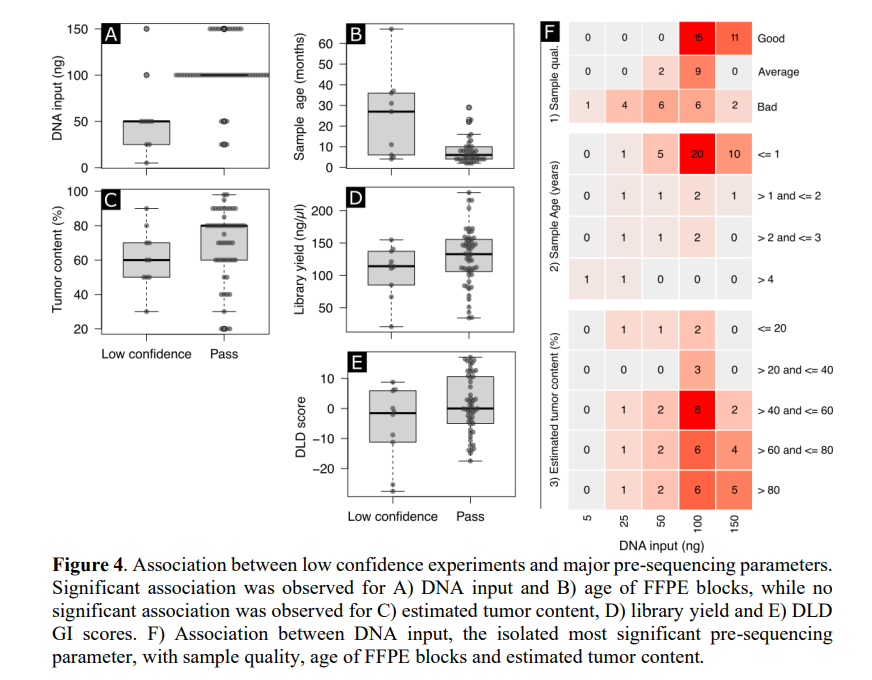 A
DNA input (ng)
150
100
50
0
B
Sample age (months)
60
50
40
30
20
10
0
C
Tumor content (%)
100
80
60
40
20
Low confidence Pass
D
Library yield (ng/µl)
200
150
100
50
E
DLD score
10
0
−10
−20
Low confidence Pass
F
1) Sample qual.
0 0 0 15 11 Good
0 0 2 9 0 Average
1 4 6 6 2 Bad
2) Sample Age (years)
0 1 5 20 10 <= 1
0 1 1 2 1 > 1 and <= 2
0 1 1 2 0 > 2 and <= 3
1 1 0 0 0 > 4
3) Estimated tumor content (%)
0 1 1 2 0 <= 20
0 0 0 3 0 > 20 and <= 40
0 1 2 8 2 > 40 and <= 60
0 1 2 6 4 > 60 and <= 80
0 1 2 6 5 > 80
5 25 50 100 150
DNA input (ng)
Figure 4. Association between low confidence experiments and major pre-sequencing parameters.
Significant association was observed for A) DNA input and B) age of FFPE blocks, while no
significant association was observed for C) estimated tumor content, D) library yield and E) DLD
GI scores. F) Association between DNA input, the isolated most significant pre-sequencing
parameter, with sample quality, age of FFPE blocks and estimated tumor content.